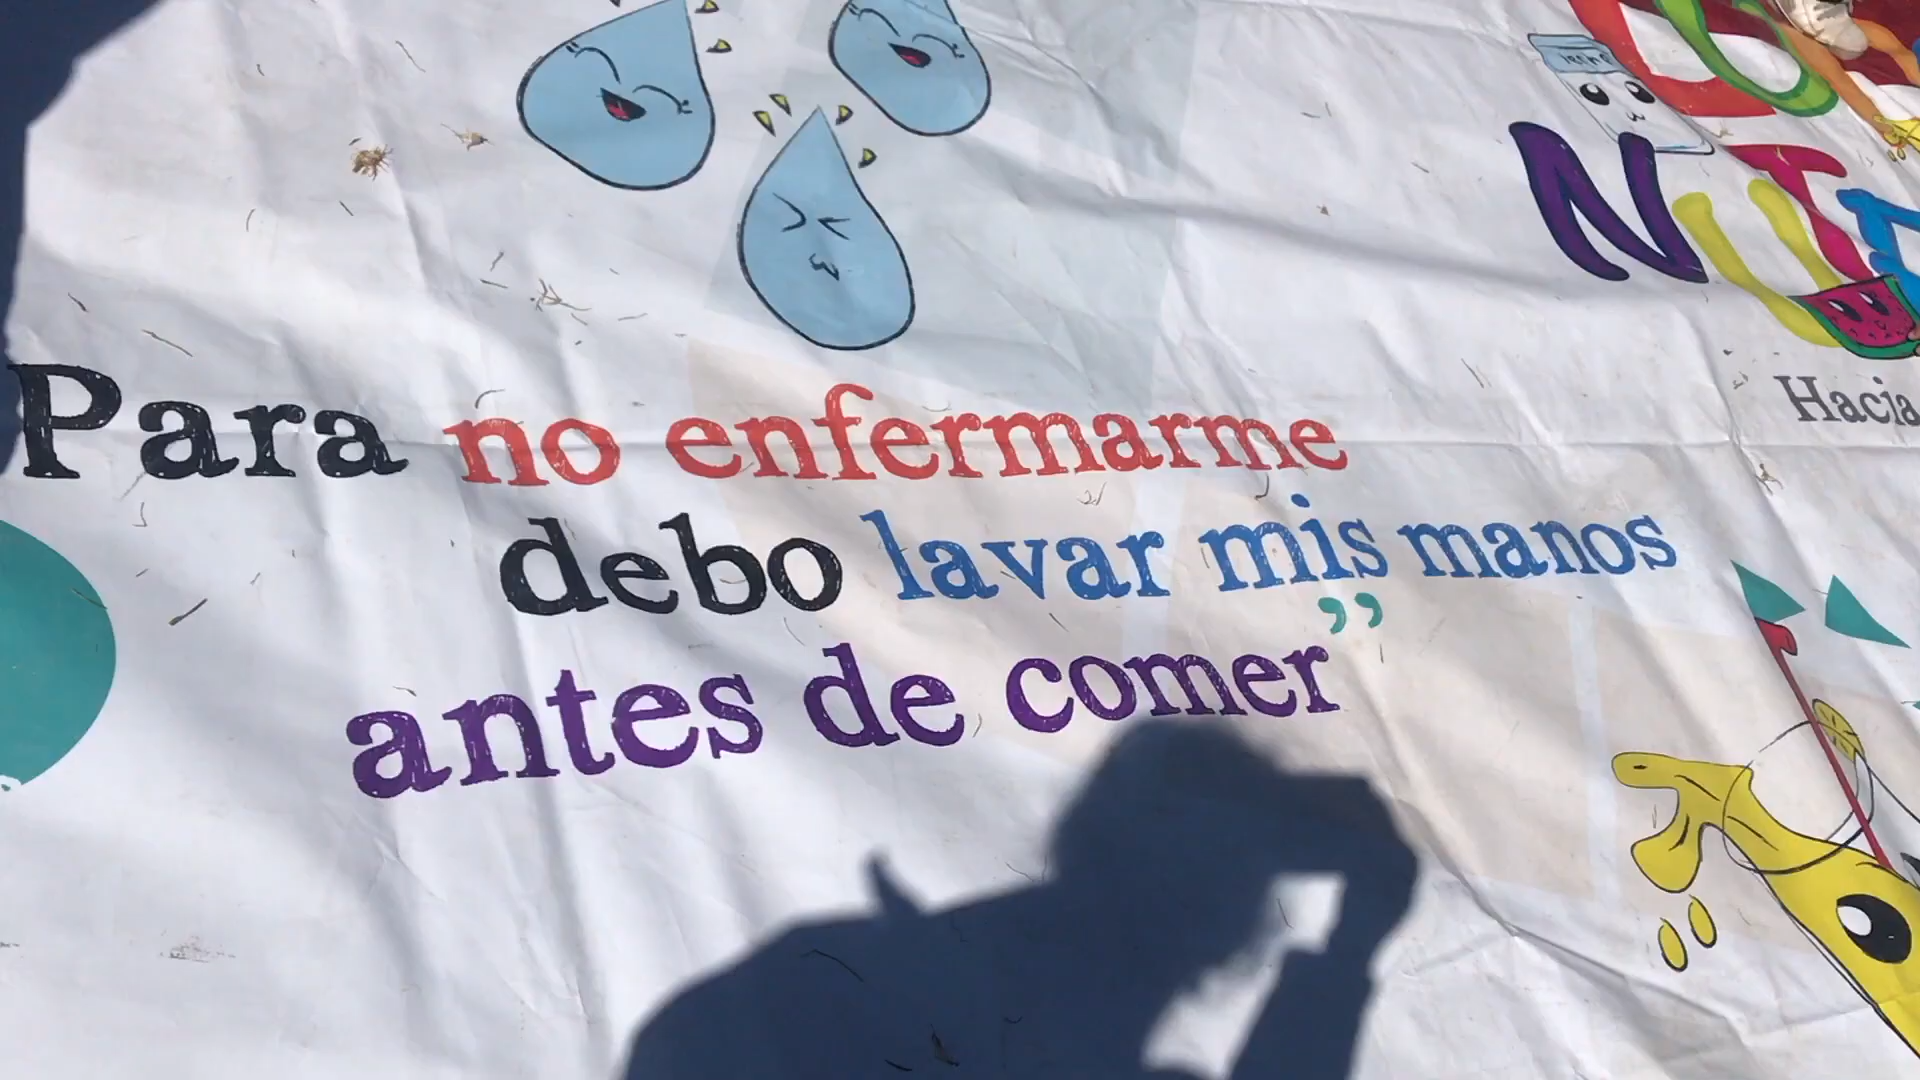 Para no enfermarme
debo lavar mis manos
antes de comer”
Hacia